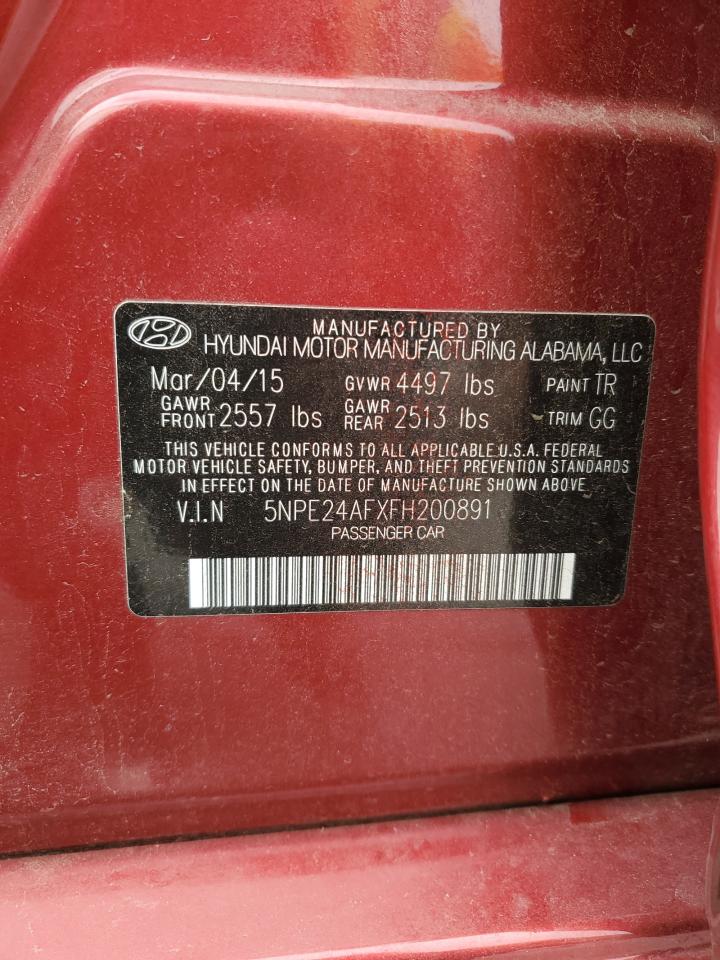 MANUFACTURED BY
HYUNDAI MOTOR MANUFACTURING ALABAMA, LLC
Mar/04/15 GVWR 4497 lbs PAINT TR
GAWR FRONT 2557 lbs GAWR REAR 2513 lbs TRIM GG
THIS VEHICLE CONFORMS TO ALL APPLICABLE U.S.A. FEDERAL
MOTOR VEHICLE SAFETY, BUMPER, AND THEFT PREVENTION STANDARDS
IN EFFECT ON THE DATE OF MANUFACTURE SHOWN ABOVE
V.I.N 5NPE24AFXFH200891
PASSENGER CAR